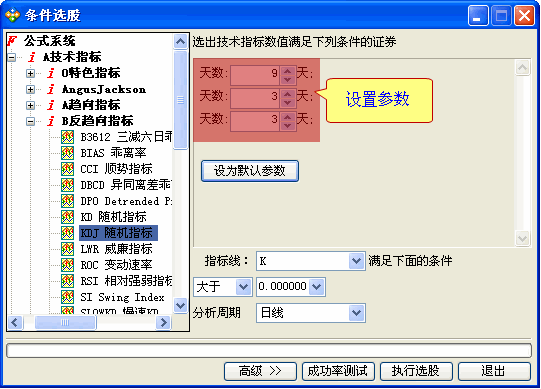 条件选股
公式系统
A技术指标
O特色指标
AngusJackson
A趋向指标
B反趋向指标
B3612 三减六日乖
BIAS 乖离率
CCI 顺势指标
DBCD 异同离差乖
DPO Detrended Pr
KD 随机指标
KDJ 随机指标
LWR 威廉指标
ROC 变动速率
RSI 相对强弱指标
SI Swing Index
SLOWKD 慢速KD
选出技术指标数值满足下列条件的证券
天数: 9 天;
天数: 3 天;
天数: 3 天;
设置参数
设为默认参数
指标线： K 满足下面的条件
大于 0.000000
分析周期 日线
高级 >> 成功率测试 执行选股 退出